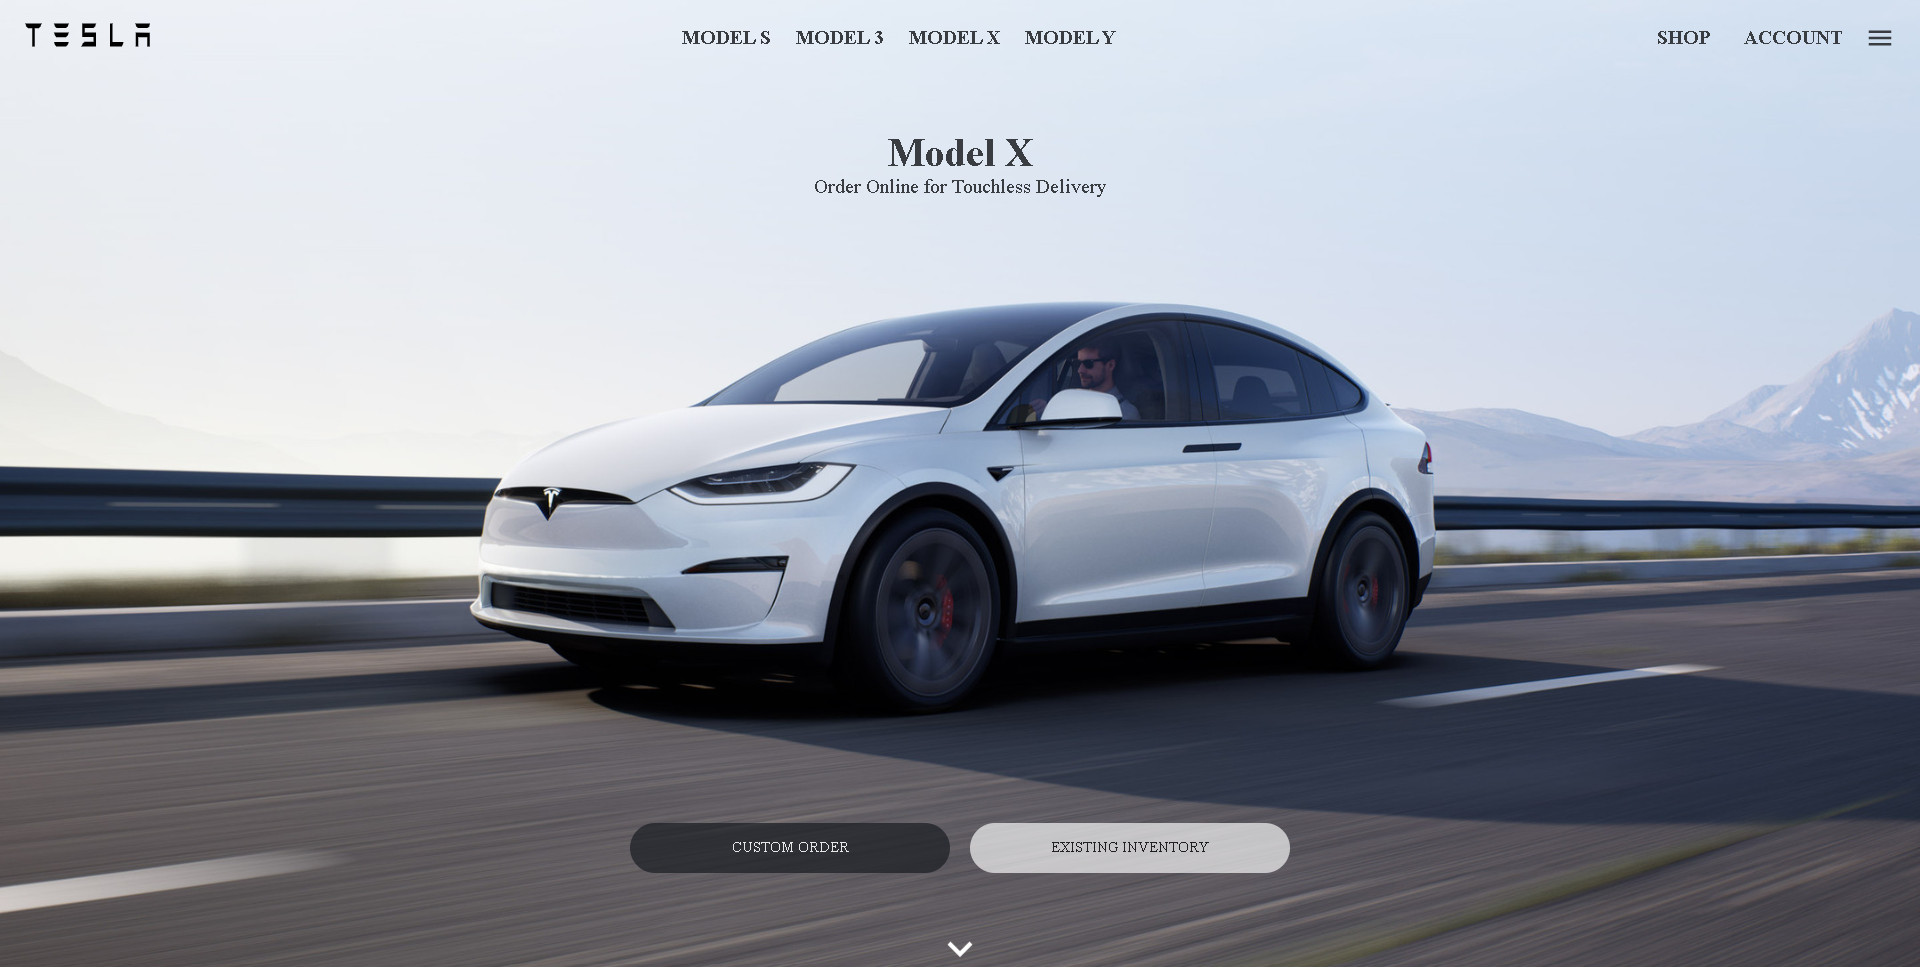 TESLA
MODEL S MODEL 3 MODEL X MODEL Y
SHOP ACCOUNT
Model X
Order Online for Touchless Delivery
CUSTOM ORDER
EXISTING INVENTORY